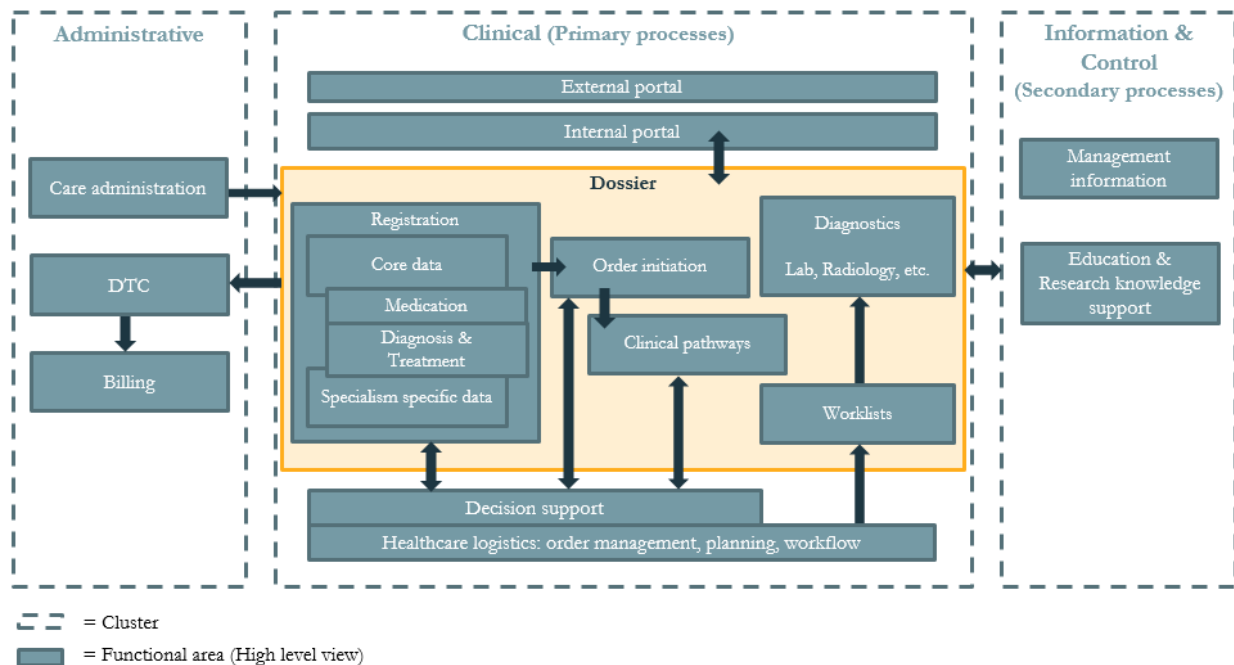 Administrative
Care administration
DTC
Billing
Clinical (Primary processes)
External portal
Internal portal
Dossier
Registration
Core data
Medication
Diagnosis &
Treatment
Specialism specific data
Order initiation
Clinical pathways
Diagnostics
Lab, Radiology, etc.
Worklists
Decision support
Healthcare logistics: order management, planning, workflow
Information &
Control
(Secondary processes)
Management
information
Education &
Research knowledge
support
= Cluster
= Functional area (High level view)